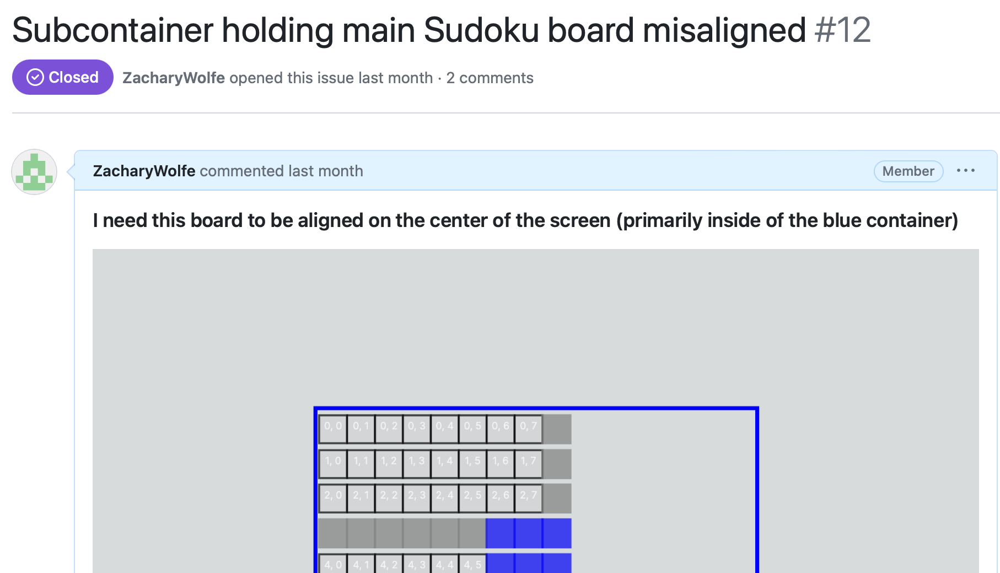 Subcontainer holding main Sudoku board misaligned #12
Closed ZacharyWolfe opened this issue last month · 2 comments
ZacharyWolfe commented last month Member ...
I need this board to be aligned on the center of the screen (primarily inside of the blue container)
0, 0 0, 1 0, 2 0, 3 0, 4 0, 5 0, 6 0, 7
1, 0 1, 1 1, 2 1, 3 1, 4 1, 5 1, 6 1, 7
2, 0 2, 1 2, 2 2, 3 2, 4 2, 5 2, 6 2, 7
4, 0 4, 1 4, 2 4, 3 4, 4 4, 5